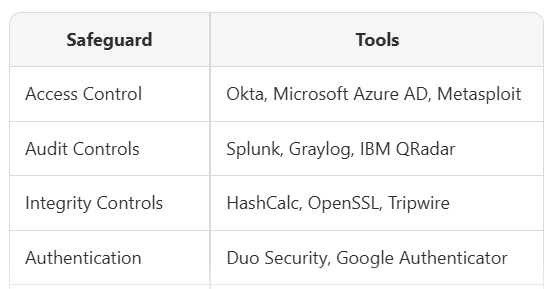 Safeguard Tools
Access Control Okta, Microsoft Azure AD, Metasploit
Audit Controls Splunk, Graylog, IBM QRadar
Integrity Controls HashCalc, OpenSSL, Tripwire
Authentication Duo Security, Google Authenticator